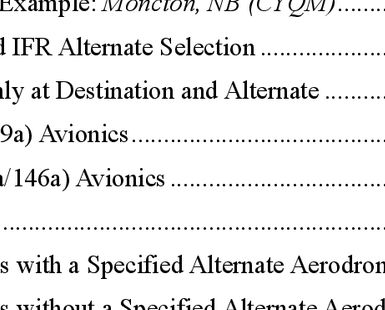 Example: Moncton, NB (CYQM)......
d IFR Alternate Selection ....................
nly at Destination and Alternate ..........
9a) Avionics........................................
a/146a) Avionics ..................................
............................................................
s with a Specified Alternate Aerodrom
s without a Specified Alternate Aerod